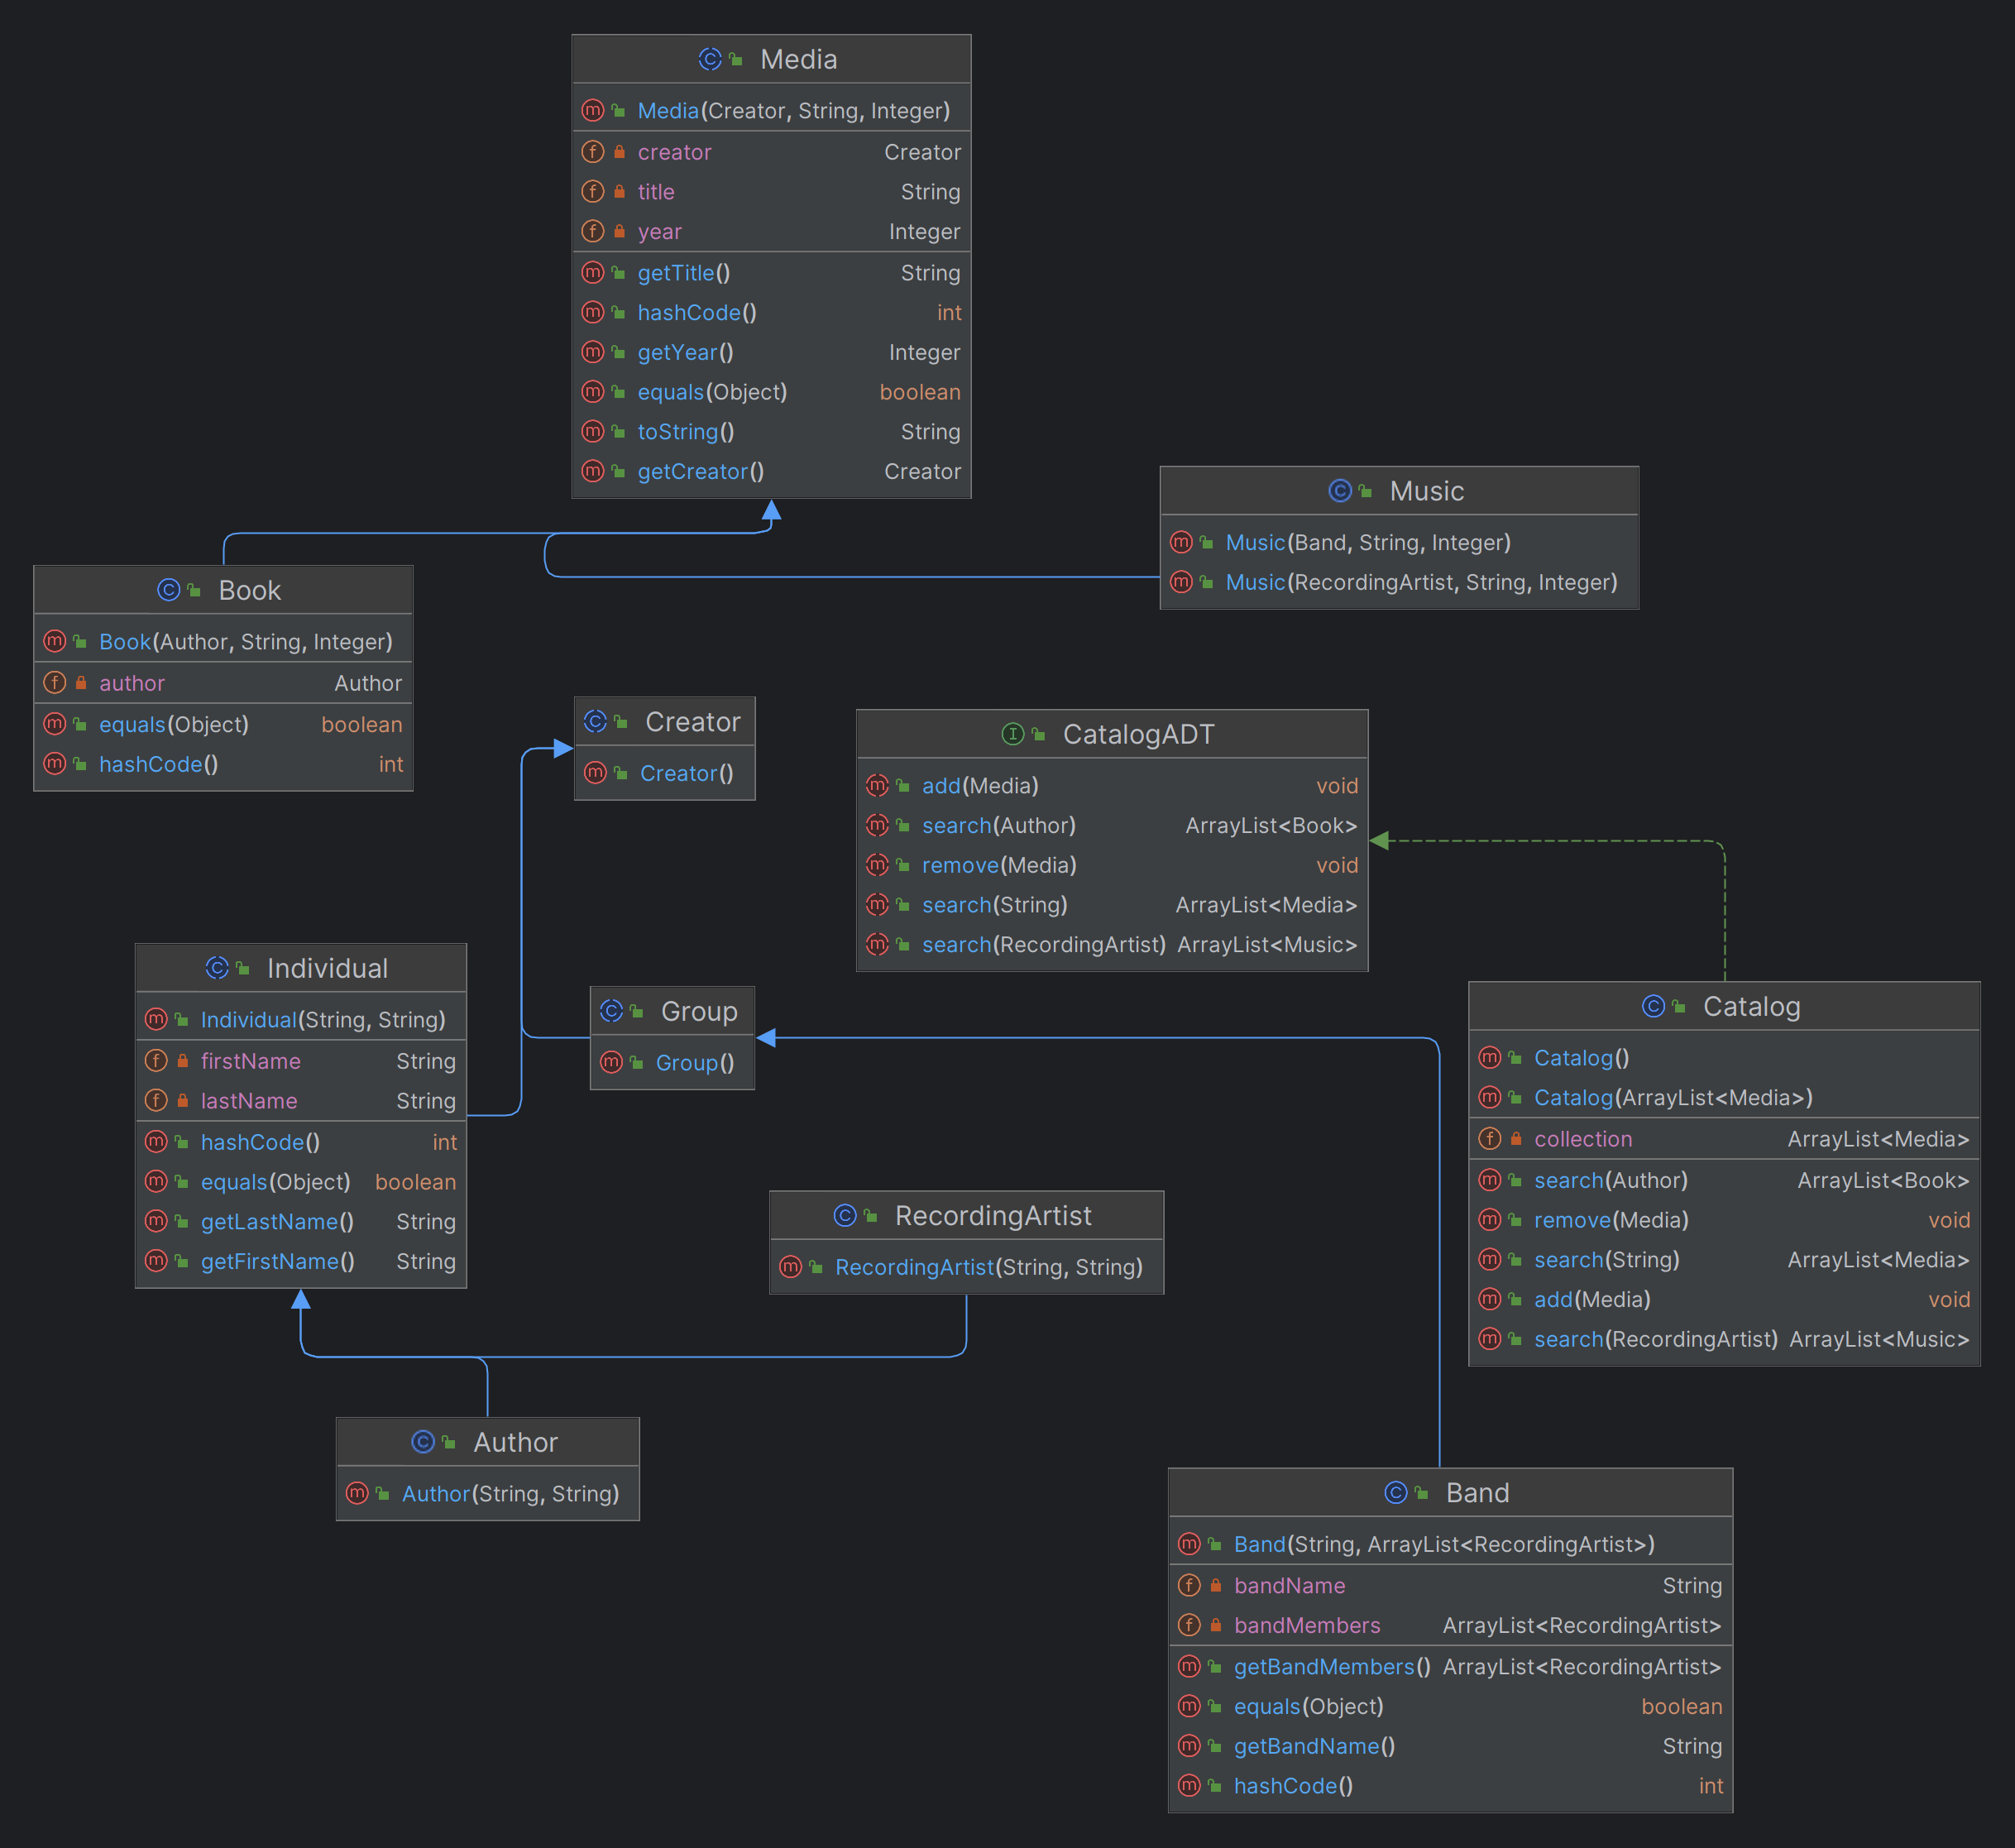 Media
Media(Creator, String, Integer)
creator Creator
title String
year Integer
getTitle() String
hashCode() int
getYear() Integer
equals(Object) boolean
toString() String
getCreator() Creator
Music
Music(Band, String, Integer)
Music(RecordingArtist, String, Integer)
Book
Book(Author, String, Integer)
author Author
equals(Object) boolean
hashCode() int
Creator
Creator()
CatalogADT
add(Media) void
search(Author) ArrayList<Book>
remove(Media) void
search(String) ArrayList<Media>
search(RecordingArtist) ArrayList<Music>
Individual
Individual(String, String)
firstName String
lastName String
hashCode() int
equals(Object) boolean
getLastName() String
getFirstName() String
Group
Group()
Catalog
Catalog()
Catalog(ArrayList<Media>)
collection ArrayList<Media>
search(Author) ArrayList<Book>
remove(Media) void
search(String) ArrayList<Media>
add(Media) void
search(RecordingArtist) ArrayList<Music>
RecordingArtist
RecordingArtist(String, String)
Author
Author(String, String)
Band
Band(String, ArrayList<RecordingArtist>)
bandName String
bandMembers ArrayList<RecordingArtist>
getBandMembers() ArrayList<RecordingArtist>
equals(Object) boolean
getBandName() String
hashCode() int